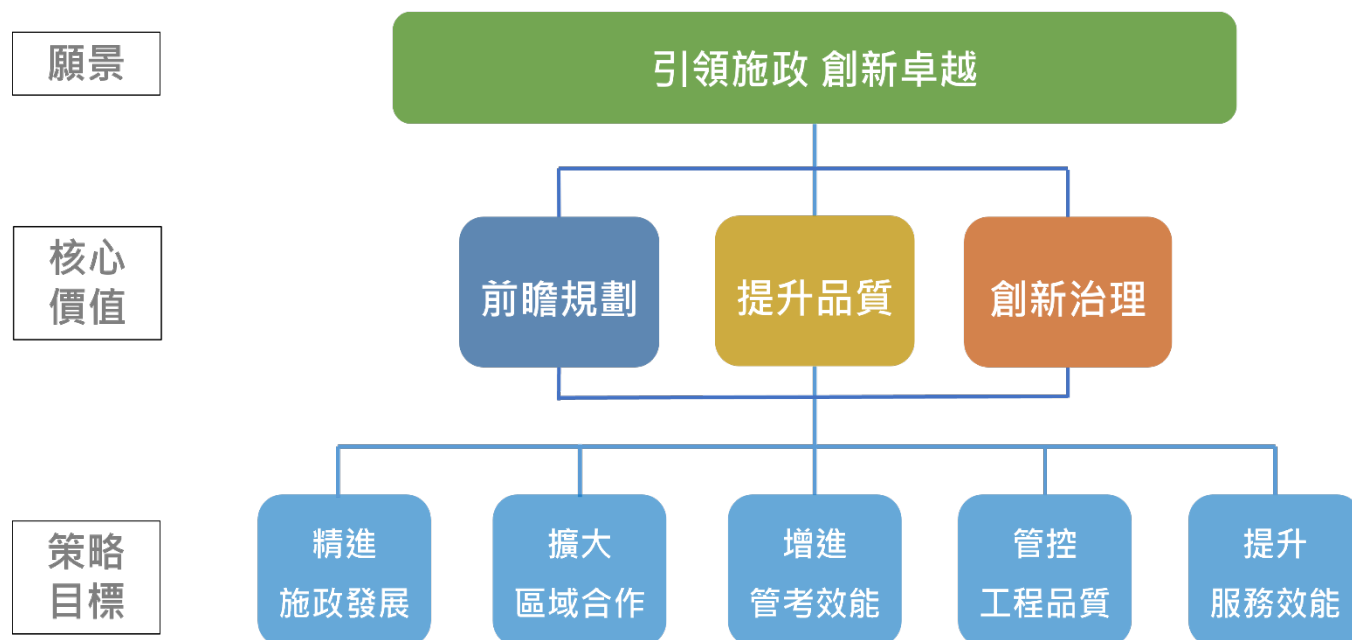 願景
引領施政 創新卓越
核心
價值
前瞻規劃
提升品質
創新治理
策略
目標
精進
施政發展
擴大
區域合作
增進
管考效能
管控
工程品質
提升
服務效能